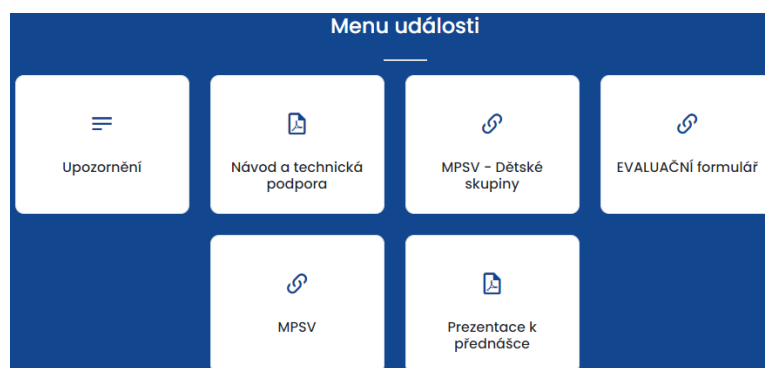 Menu události
Upozornění
Návod a technická
podpora
MPSV - Dětské
skupiny
EVALUAČNÍ formulář
MPSV
Prezentace k
přednášce